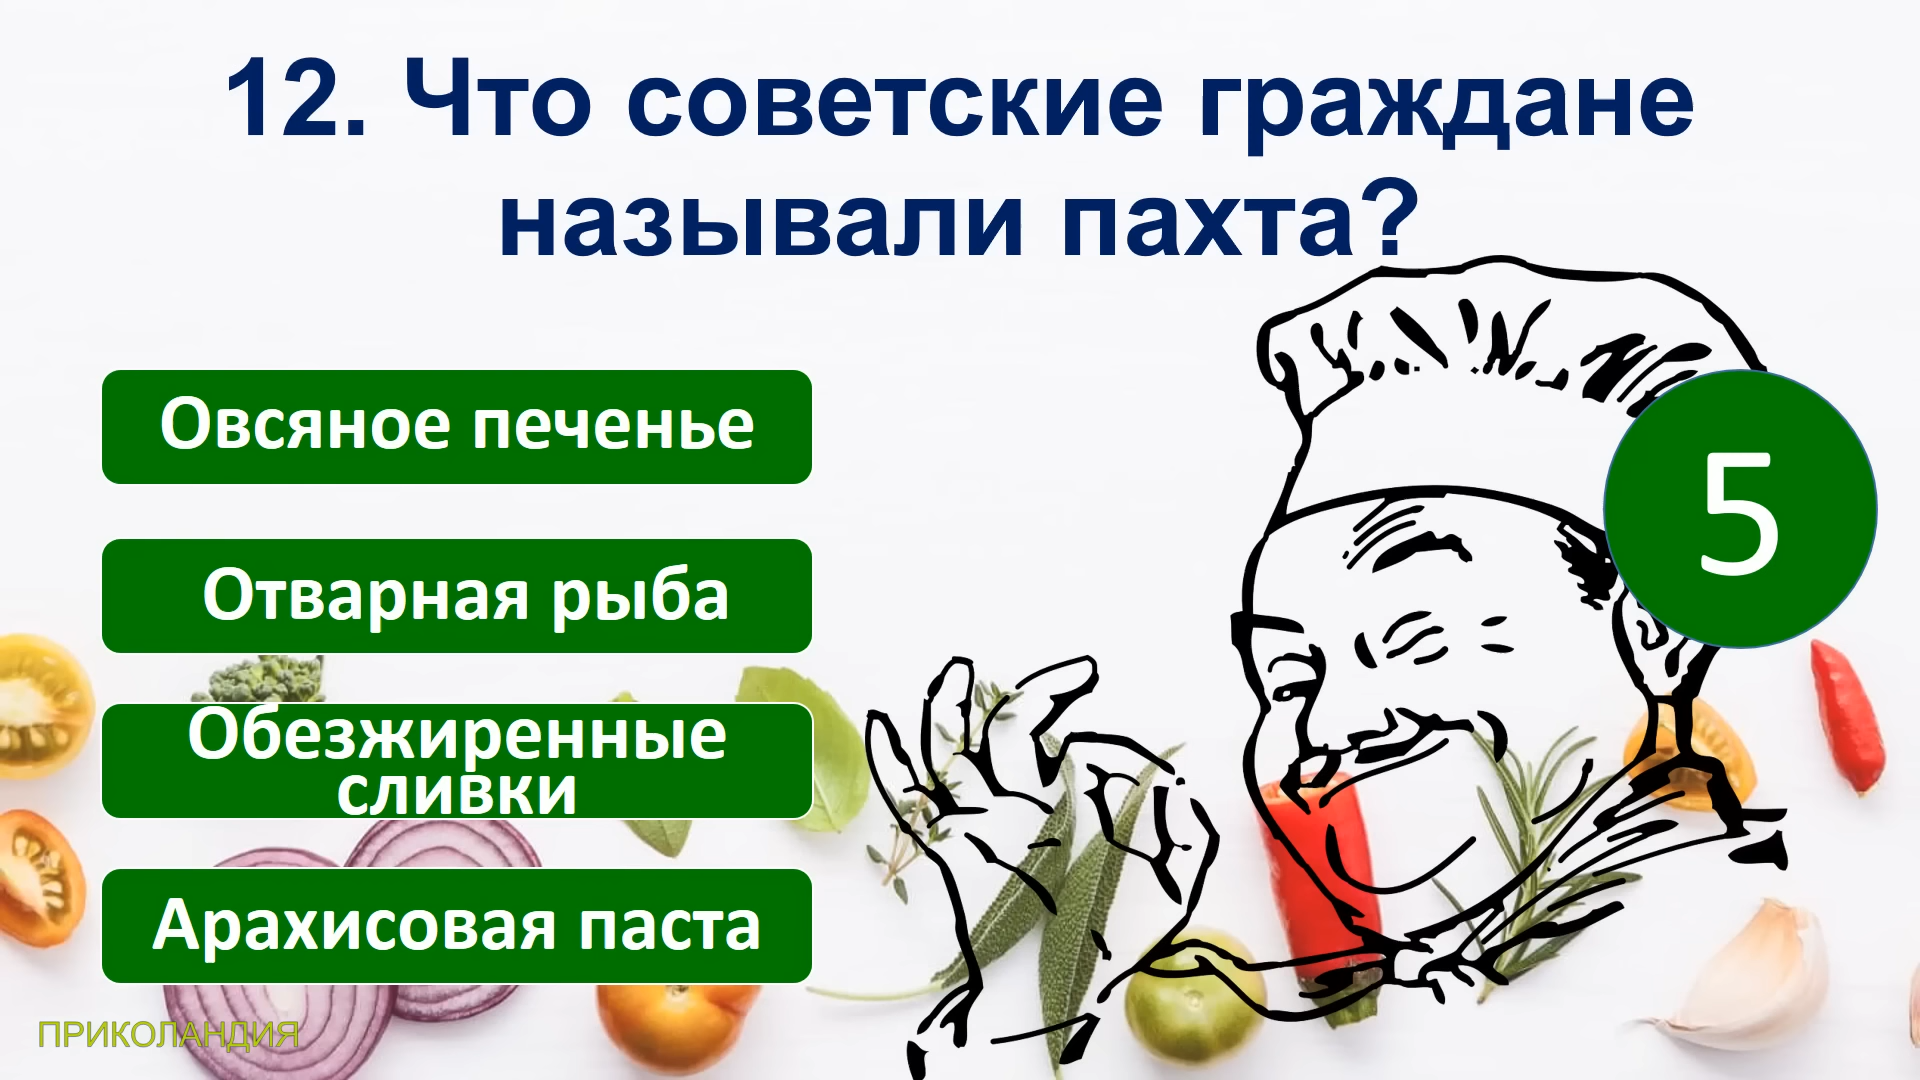 12. Что советские граждане
называли пахта?
Овсяное печенье
Отварная рыба
Обезжиренные
сливки
Арахисовая паста
5
ПРИКОЛАНДИЯ